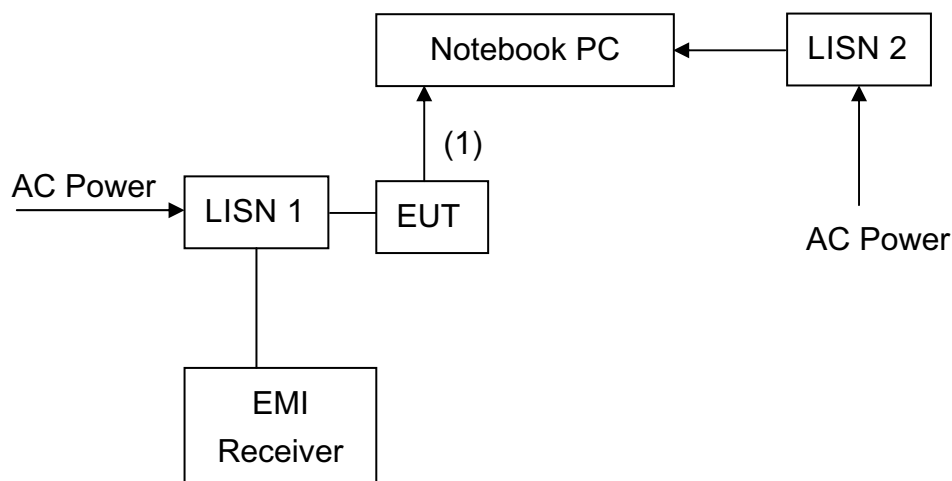 Notebook PC
LISN 2
(1)
AC Power
LISN 1
EUT
AC Power
EMI
Receiver